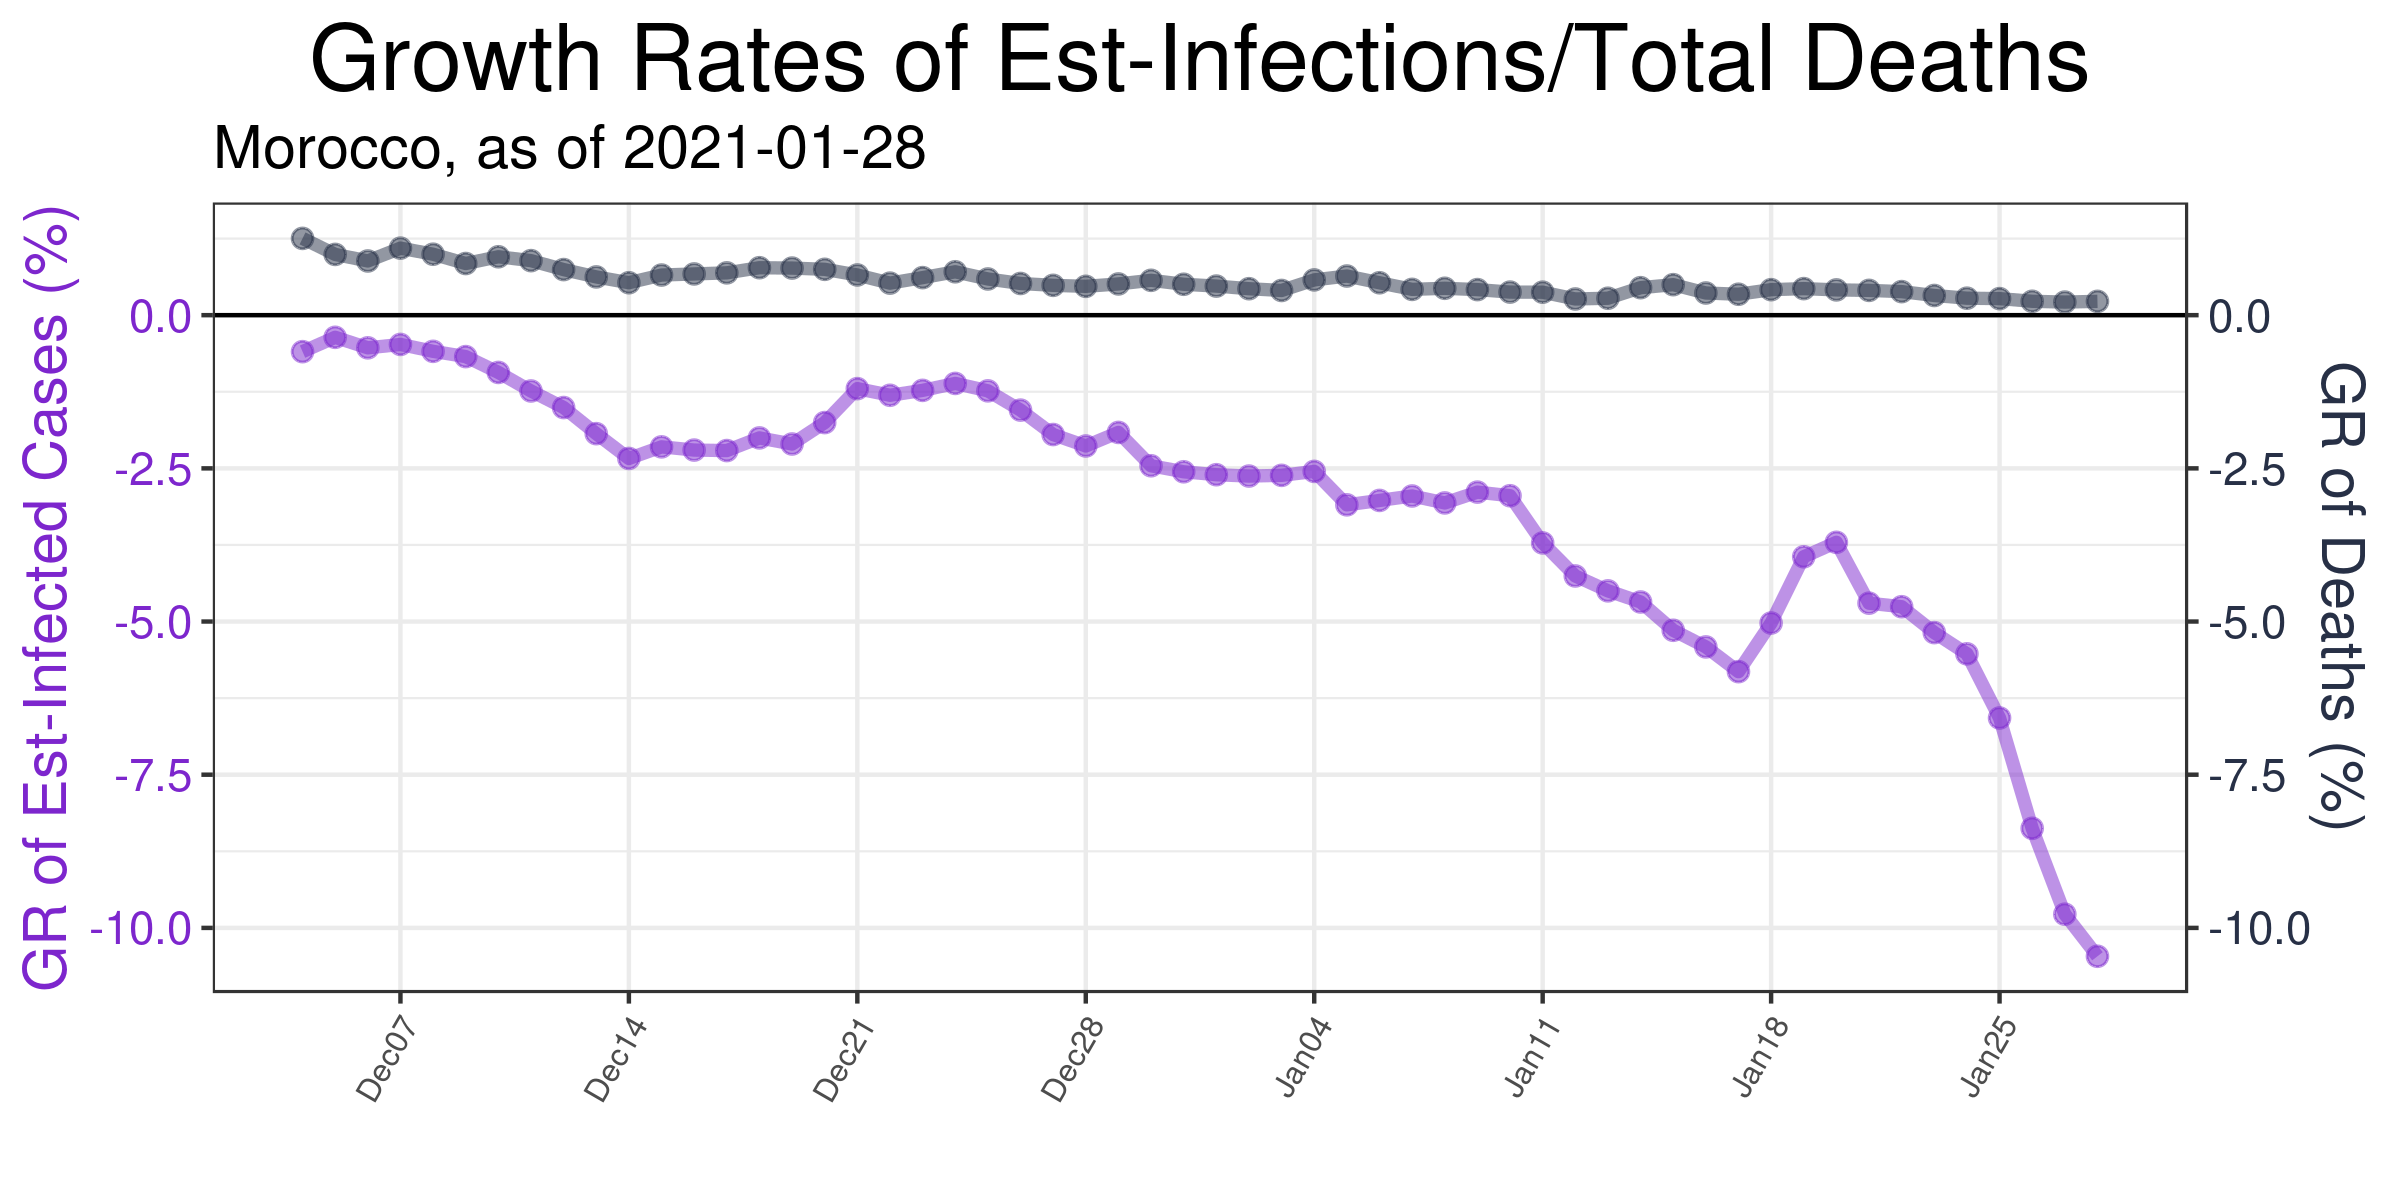 Growth Rates of Est-Infections/Total Deaths
Morocco, as of 2021-01-28
GR of Est-Infected Cases (%)
0.0
-2.5
-5.0
-7.5
-10.0
0.0
-2.5
-5.0
-7.5
-10.0
GR of Deaths (%)
Dec07
Dec14
Dec21
Dec28
Jan04
Jan11
Jan18
Jan25